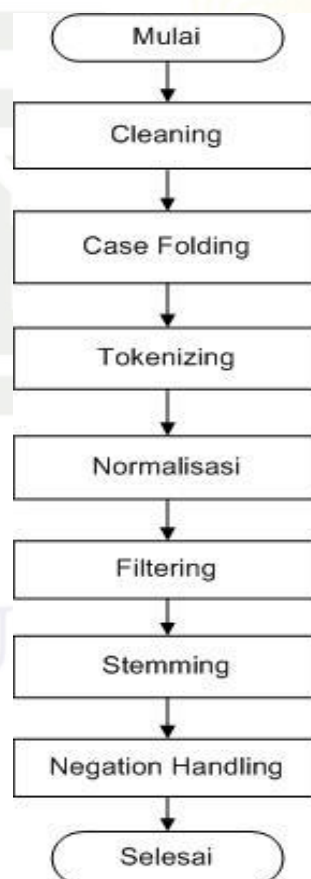 Mulai
Cleaning
Case Folding
Tokenizing
Normalisasi
Filtering
Stemming
Negation Handling
Selesai